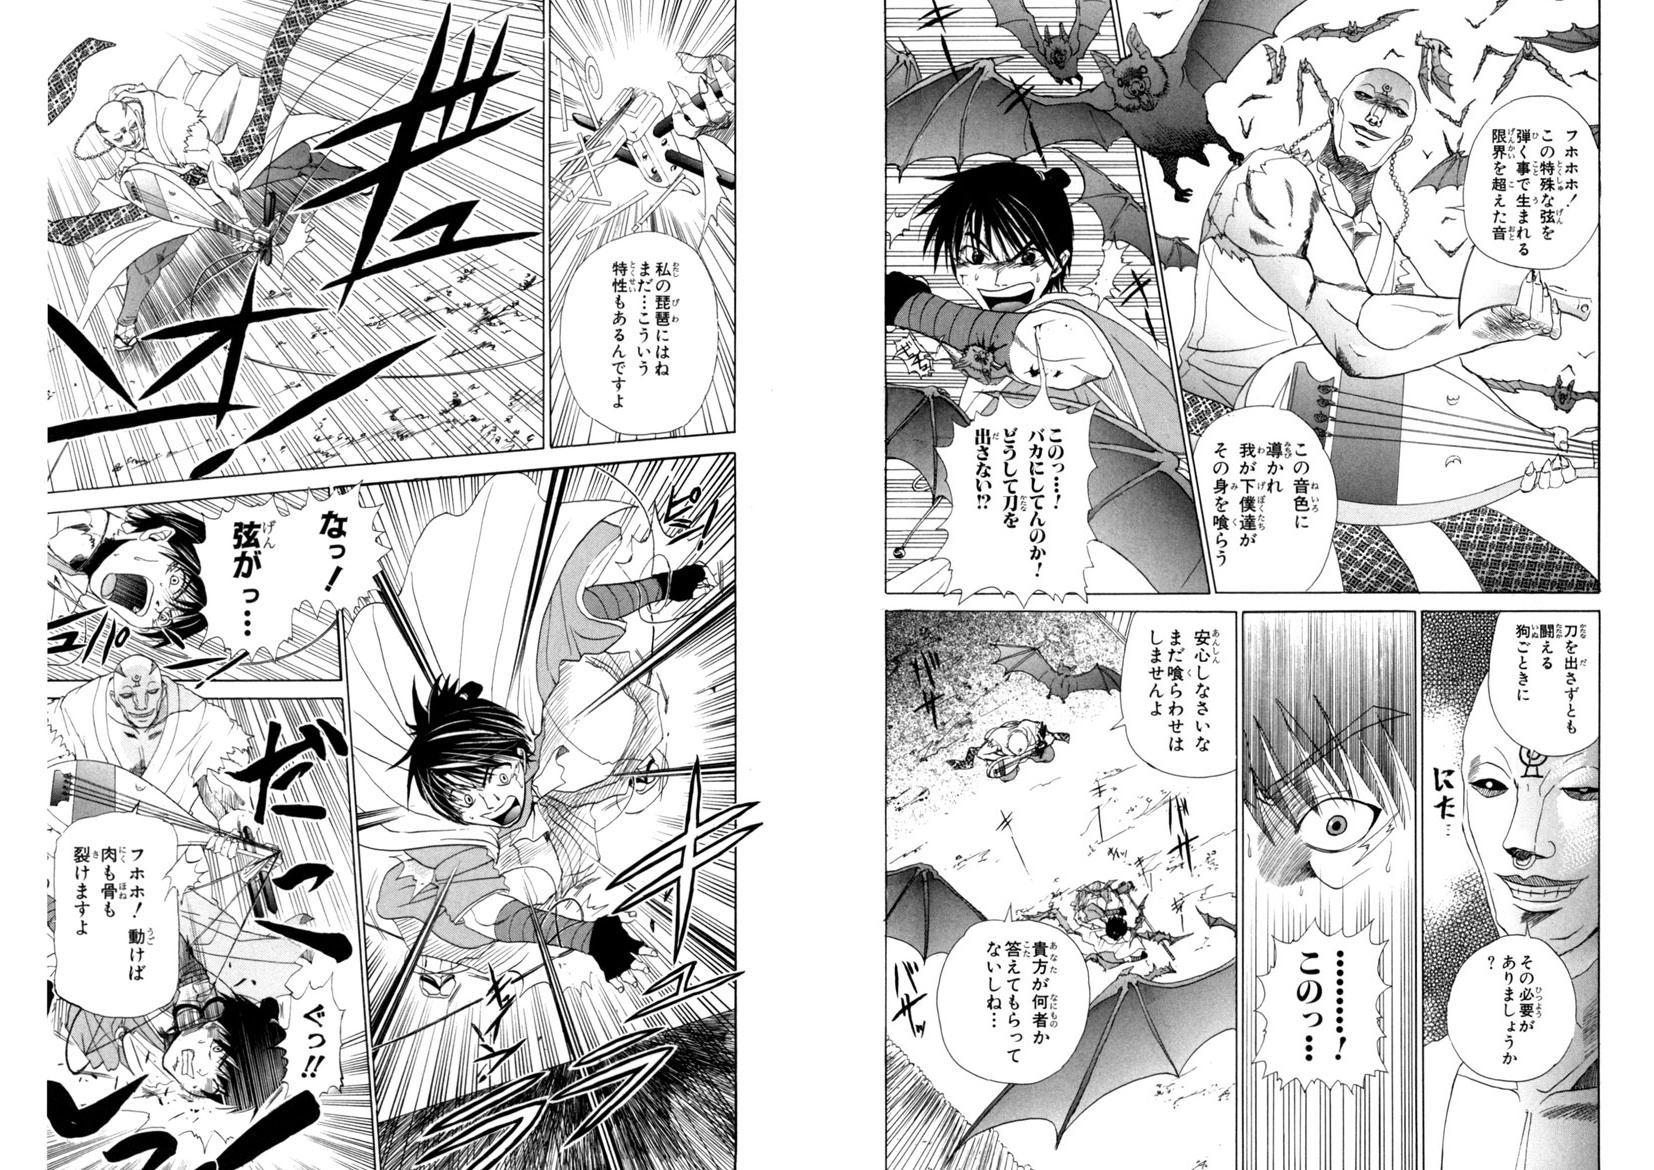 フホホホ！
この特殊な弦を
弾く事で生まれる
限界を超えた音
この音色に
導かれ
我が下僕達が
その身を喰らう
このっ…！
バカにしてんのか！
どうして刀を
出さない!?
刀を出さずとも
闘える
狗ごときに
にた…
その必要が
ありましょうか
？
………！
このっ…
安心しなさいな
まだ喰らわせは
しませんよ
貴方が何者か
答えてもらって
ないしね…
バサッ
私の琵琶にはね
まだ…こういう
特性もあるんですよ
ギュ
ピシ！
なっ！
弦がっ…
だっ
フホホ！動けば
肉も骨も
裂けますよ
ぐっ!!